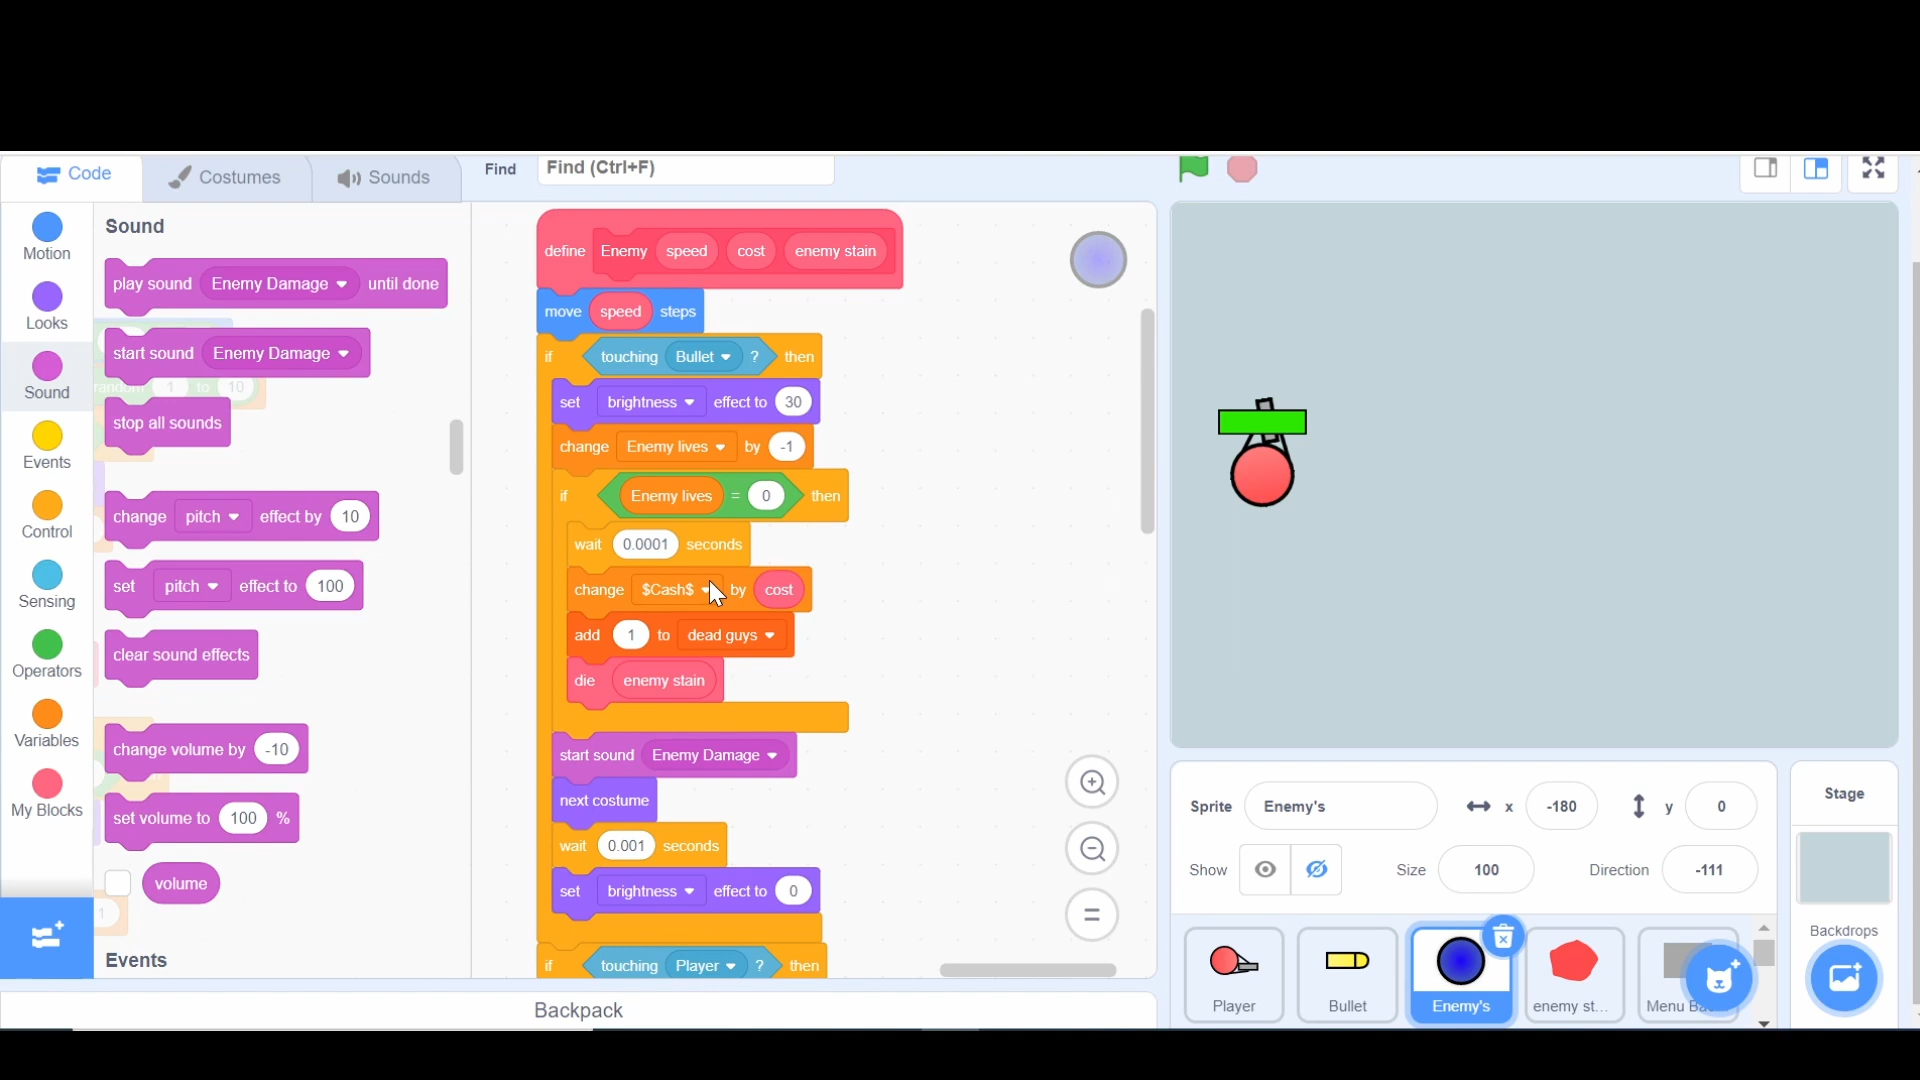 Code
Costumes
Sounds
Find
Find (Ctrl+F)
Motion
Looks
Sound
Events
Control
Sensing
Operators
Variables
My Blocks
Sound
play sound Enemy Damage until done
start sound Enemy Damage
random 1 to 10
stop all sounds
change pitch effect by 10
set pitch effect to 100
clear sound effects
change volume by -10
set volume to 100 %
volume
1
Events
define Enemy speed cost enemy stain
move speed steps
if touching Bullet ? then
set brightness effect to 30
change Enemy lives by -1
if Enemy lives = 0 then
wait 0.0001 seconds
change $Cash$ by cost
add 1 to dead guys
die enemy stain
start sound Enemy Damage
next costume
wait 0.001 seconds
set brightness effect to 0
if touching Player ? then
Backpack
Sprite Enemy's x -180 y 0
Show Size 100 Direction -111
Player
Bullet
Enemy's
enemy st...
Menu
Stage
Backdrops